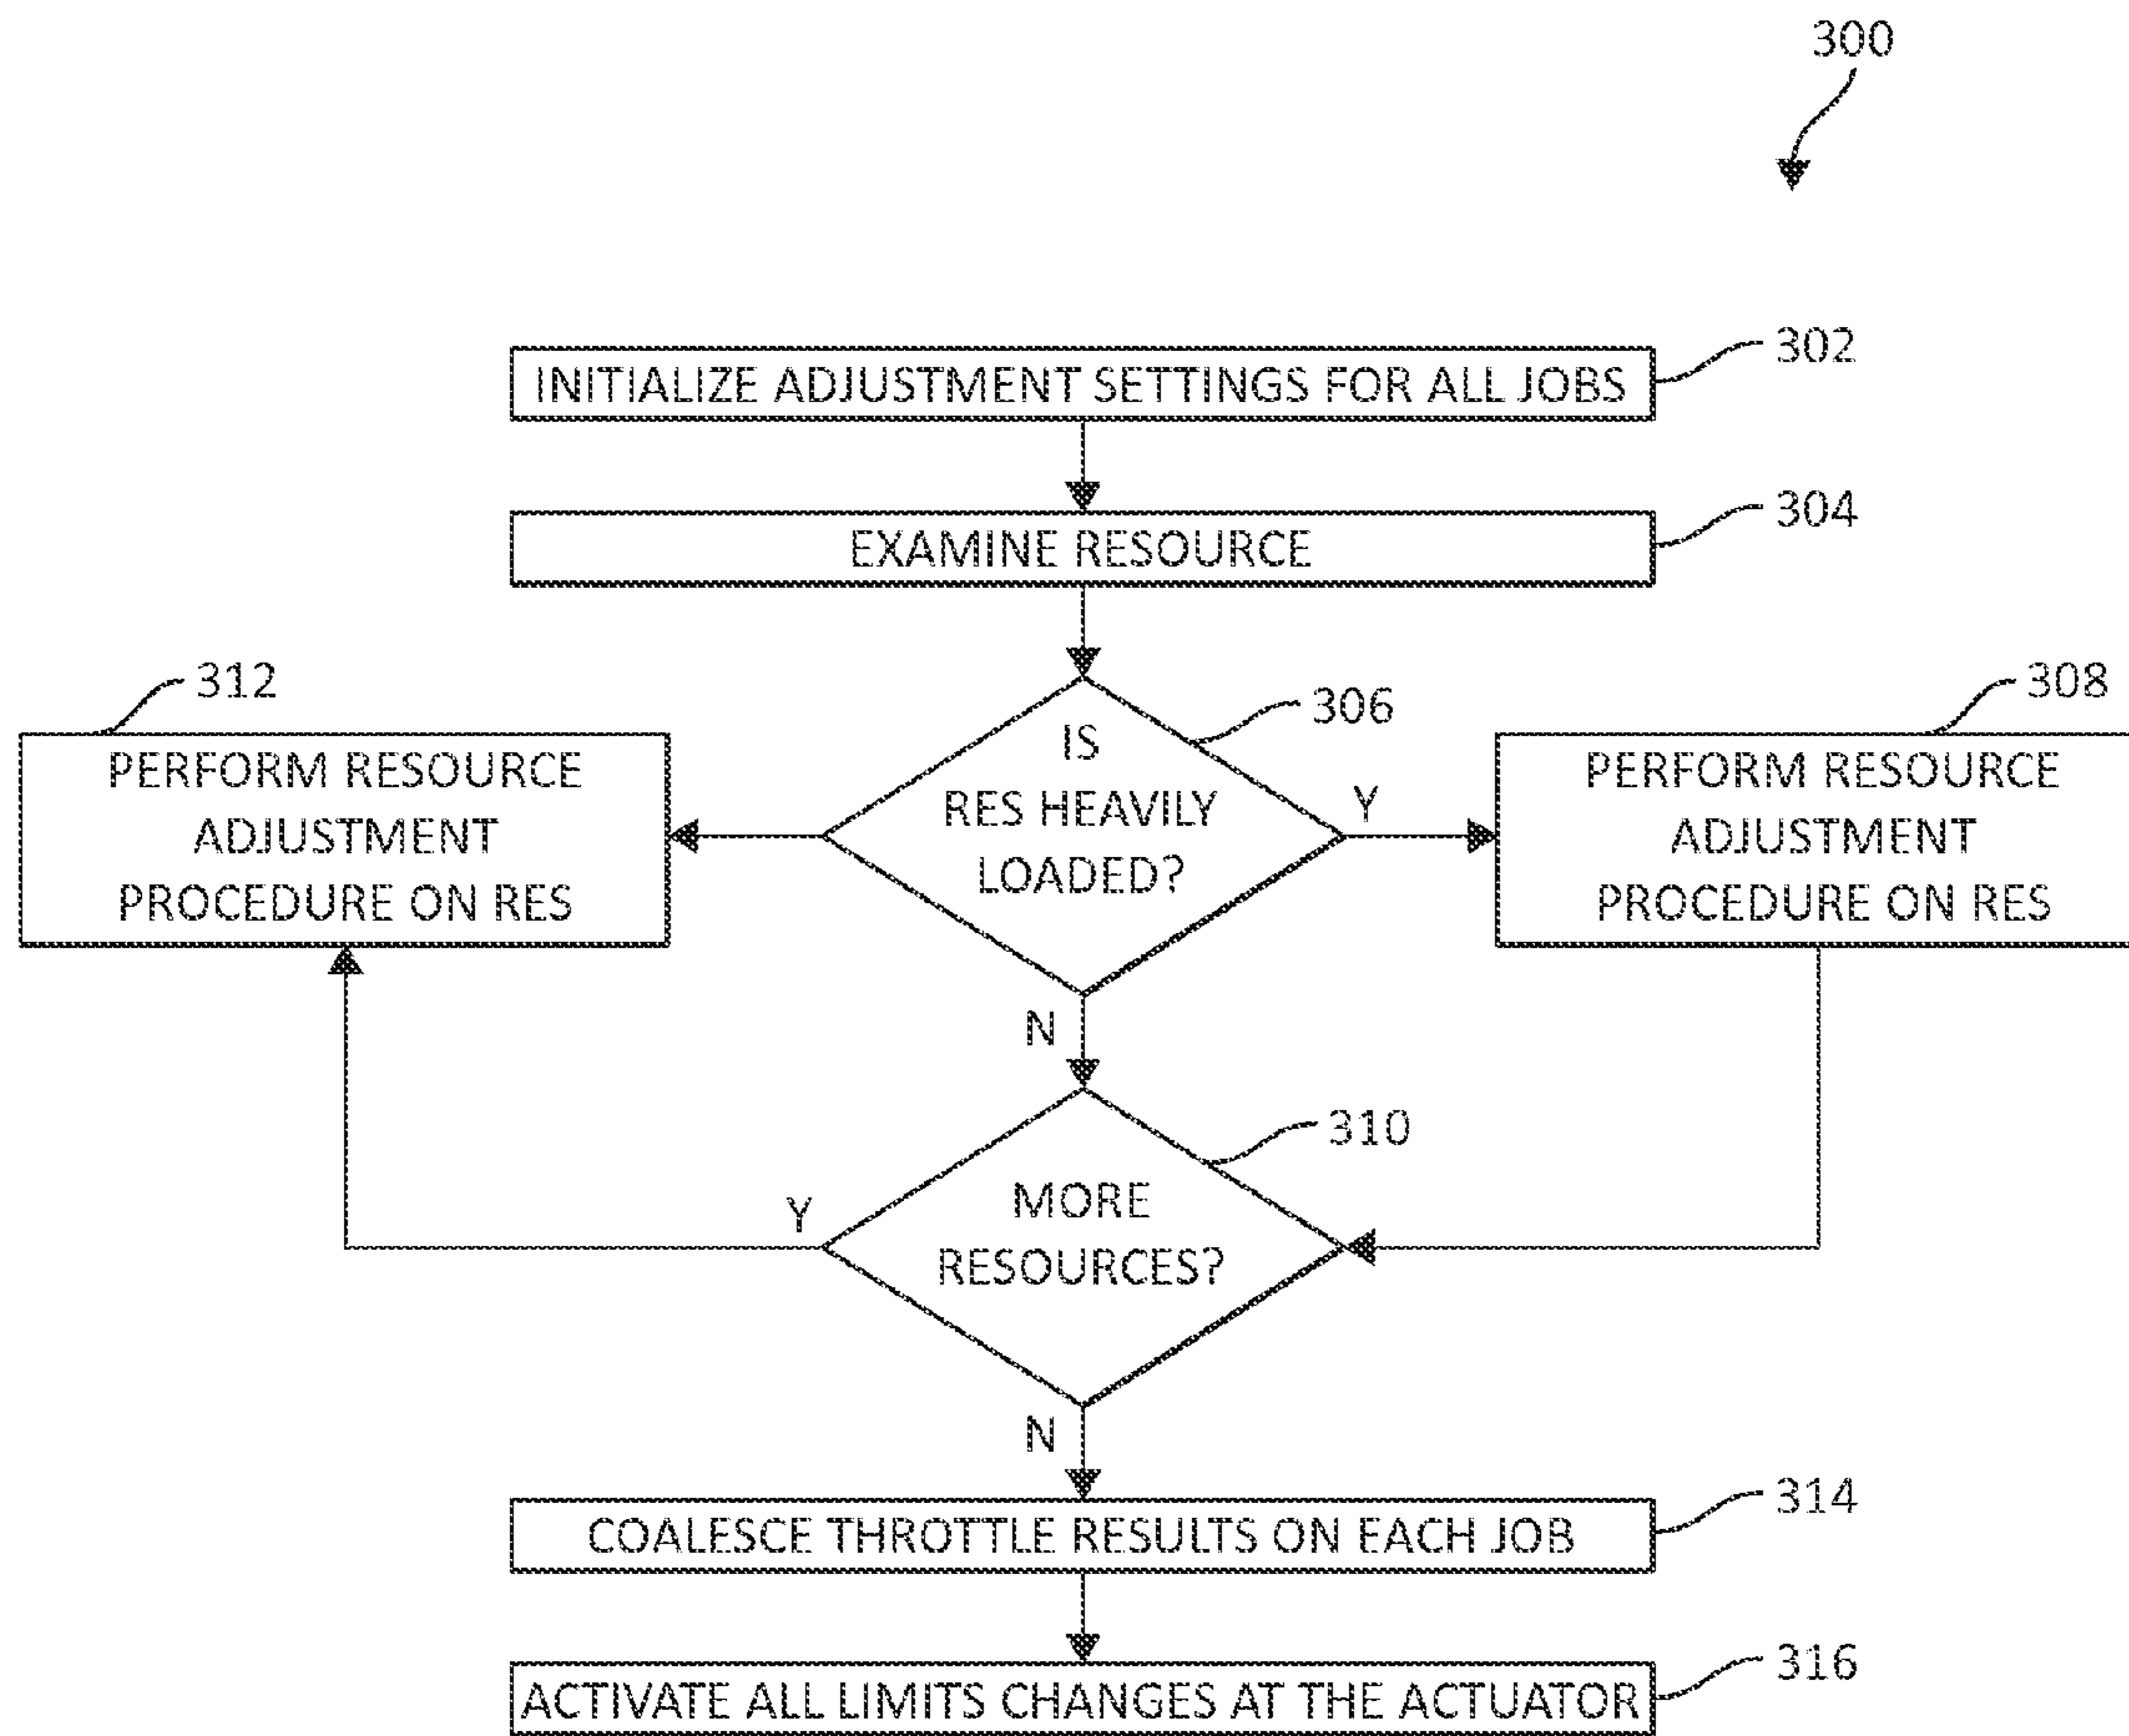 300
302
INITIALIZE ADJUSTMENT SETTINGS FOR ALL JOBS
304
EXAMINE RESOURCE
312
PERFORM RESOURCE
ADJUSTMENT
PROCEDURE ON RES
306
IS
RES HEAVILY
LOADED?
Y
308
PERFORM RESOURCE
ADJUSTMENT
PROCEDURE ON RES
N
310
MORE
RESOURCES?
Y
N
314
COALESCE THROTTLE RESULTS ON EACH JOB
316
ACTIVATE ALL LIMITS CHANGES AT THE ACTUATOR